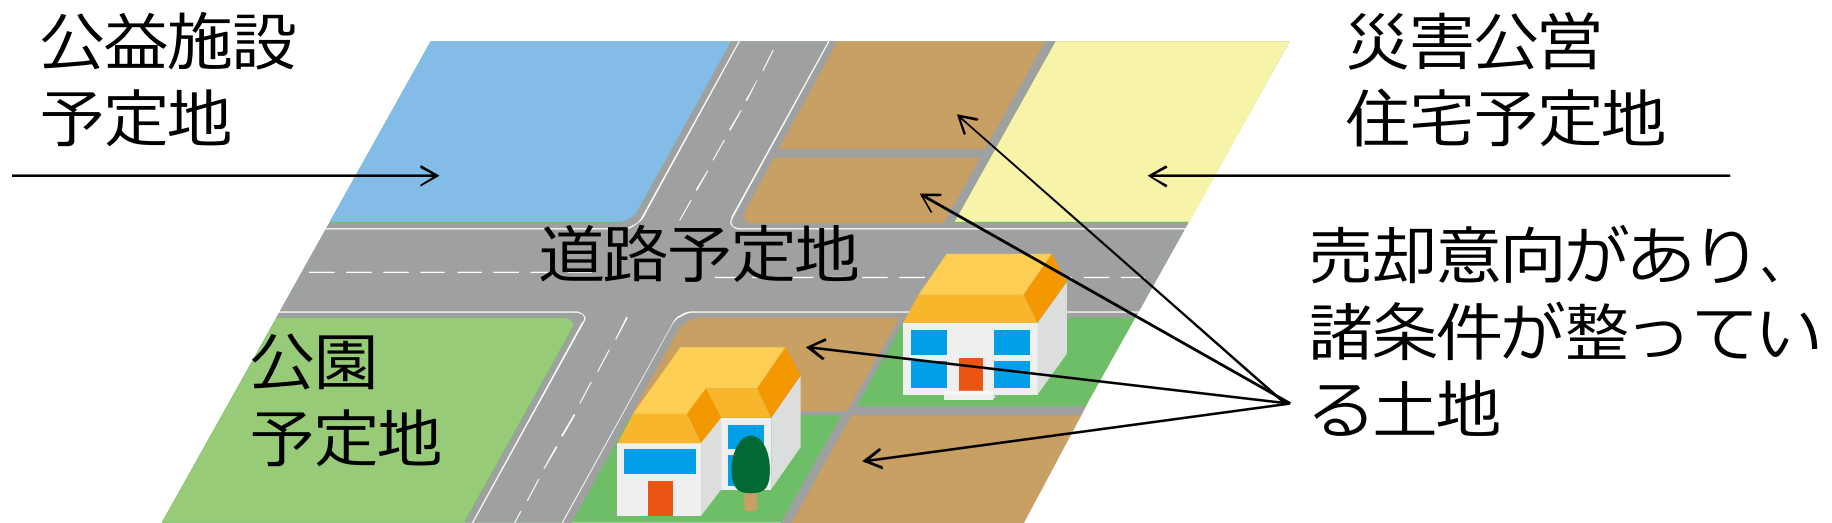 公益施設
予定地
災害公営
住宅予定地
道路予定地
売却意向があり、
諸条件が整ってい
る土地
公園
予定地